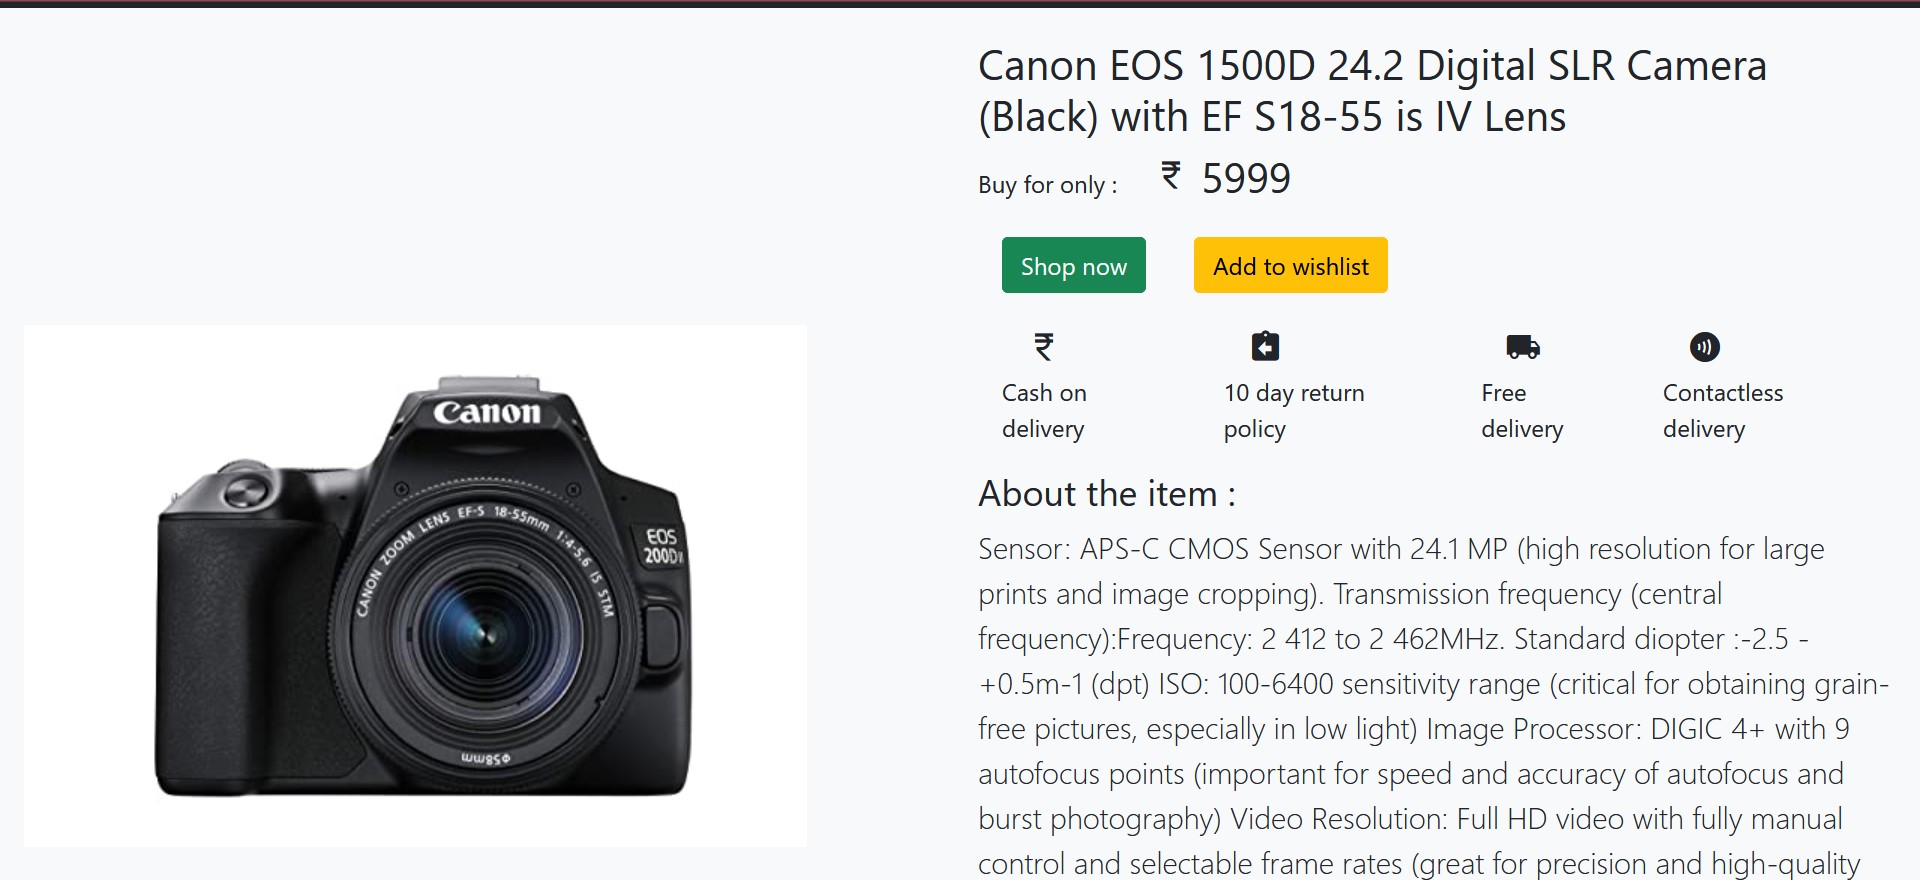 Canon EOS 1500D 24.2 Digital SLR Camera
(Black) with EF S18-55 is IV Lens
Buy for only : ₹ 5999
Shop now Add to wishlist
₹
Cash on delivery
10 day return policy
Free delivery
Contactless delivery
Canon
CANON ZOOM LENS EF-S 18-55mm 1:4-5.6 IS STM
EOS
200D II
⌀58mm
About the item :
Sensor: APS-C CMOS Sensor with 24.1 MP (high resolution for large
prints and image cropping). Transmission frequency (central
frequency):Frequency: 2 412 to 2 462MHz. Standard diopter :-2.5 -
+0.5m-1 (dpt) ISO: 100-6400 sensitivity range (critical for obtaining grain-
free pictures, especially in low light) Image Processor: DIGIC 4+ with 9
autofocus points (important for speed and accuracy of autofocus and
burst photography) Video Resolution: Full HD video with fully manual
control and selectable frame rates (great for precision and high-quality